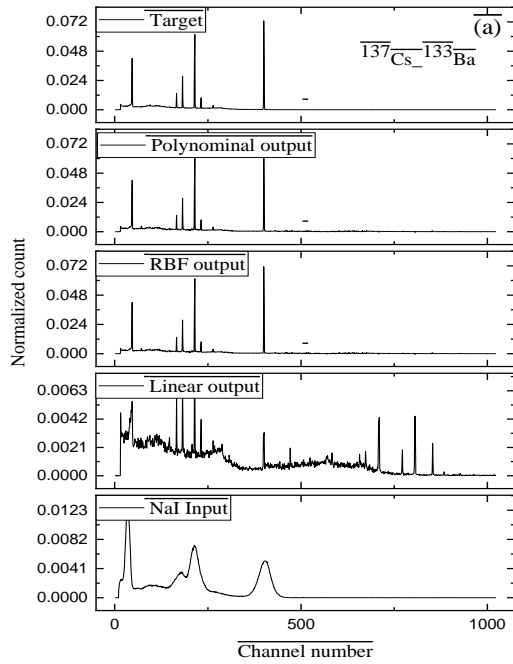 Target
(a)
137Cs_133Ba
0.072
0.048
0.024
0.000
Polynominal output
0.072
0.048
0.024
0.000
RBF output
0.072
0.048
0.024
0.000
Linear output
0.0063
0.0042
0.0021
0.0000
NaI Input
0.0123
0.0082
0.0041
0.0000
0 250 500 750 1000
Channel number
Normalized count